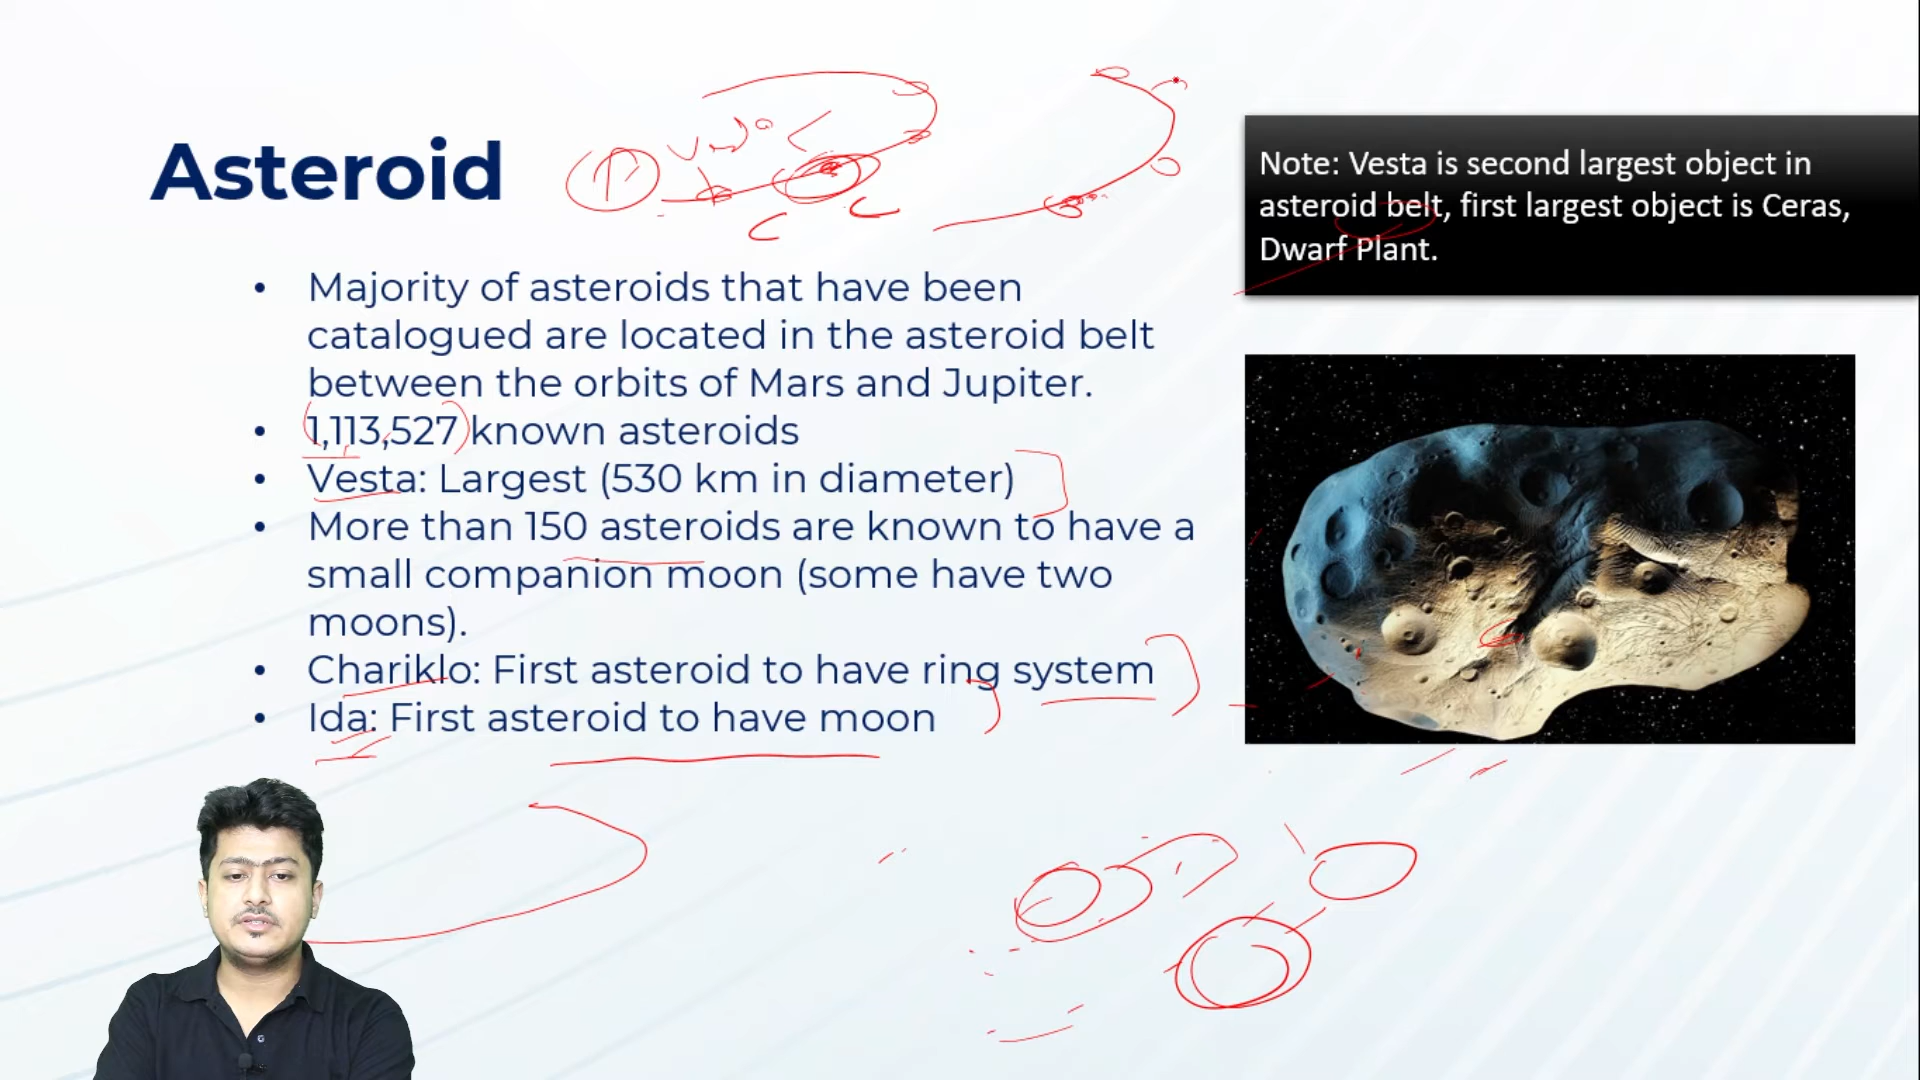 Asteroid
Note: Vesta is second largest object in
asteroid belt, first largest object is Ceras,
Dwarf Plant.
• Majority of asteroids that have been
catalogued are located in the asteroid belt
between the orbits of Mars and Jupiter.
• 1,113,527 known asteroids
• Vesta: Largest (530 km in diameter)
• More than 150 asteroids are known to have a
small companion moon (some have two
moons).
• Chariklo: First asteroid to have ring system
• Ida: First asteroid to have moon